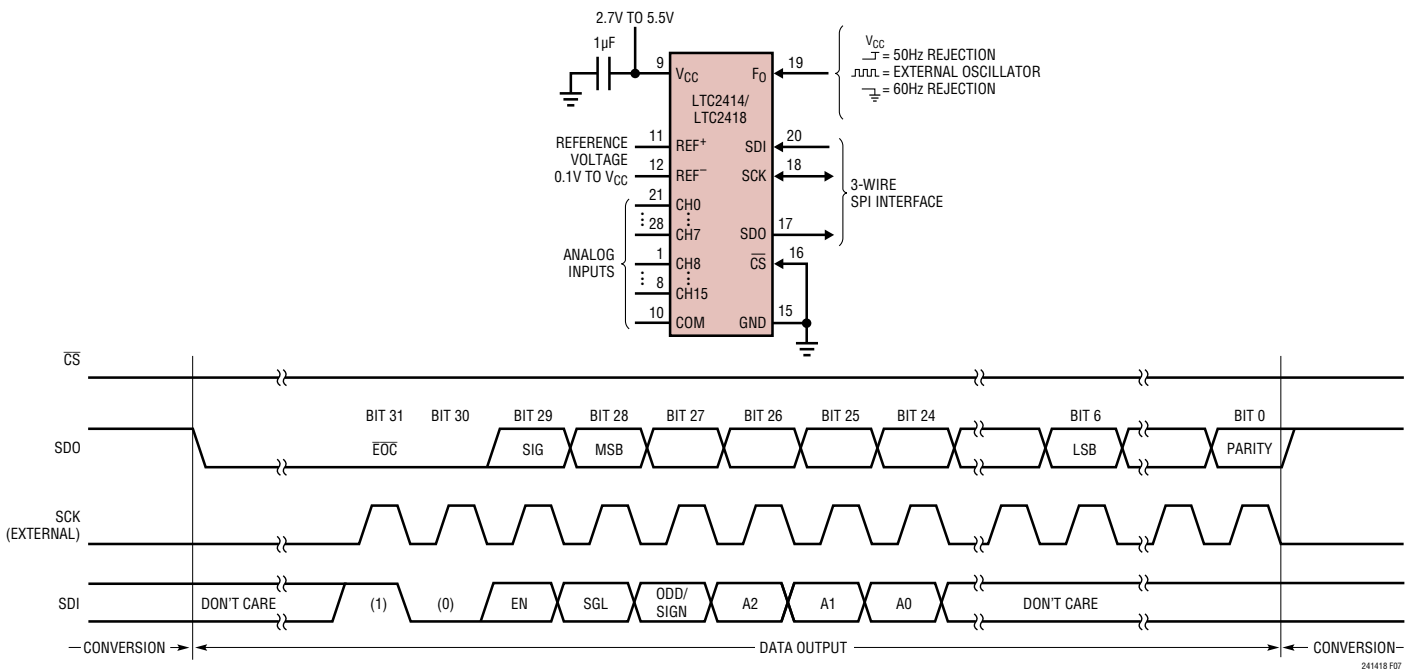 2.7V TO 5.5V
1µF
9
VCC
LTC2414/
LTC2418
FO
19
VCC
= 50Hz REJECTION
= EXTERNAL OSCILLATOR
= 60Hz REJECTION
REFERENCE
VOLTAGE
0.1V TO VCC
11
REF+
12
REF–
SDI
20
SCK
18
3-WIRE
SPI INTERFACE
ANALOG
INPUTS
21
CH0
28
CH7
1
CH8
8
CH15
10
COM
SDO
17
CS
16
GND
15
CS
BIT 31 BIT 30 BIT 29 BIT 28 BIT 27 BIT 26 BIT 25 BIT 24 BIT 6 BIT 0
SDO
EOC SIG MSB LSB PARITY
SCK
(EXTERNAL)
SDI
DON'T CARE (1) (0) EN SGL ODD/
SIGN A2 A1 A0 DON'T CARE
CONVERSION DATA OUTPUT CONVERSION
241418 F07